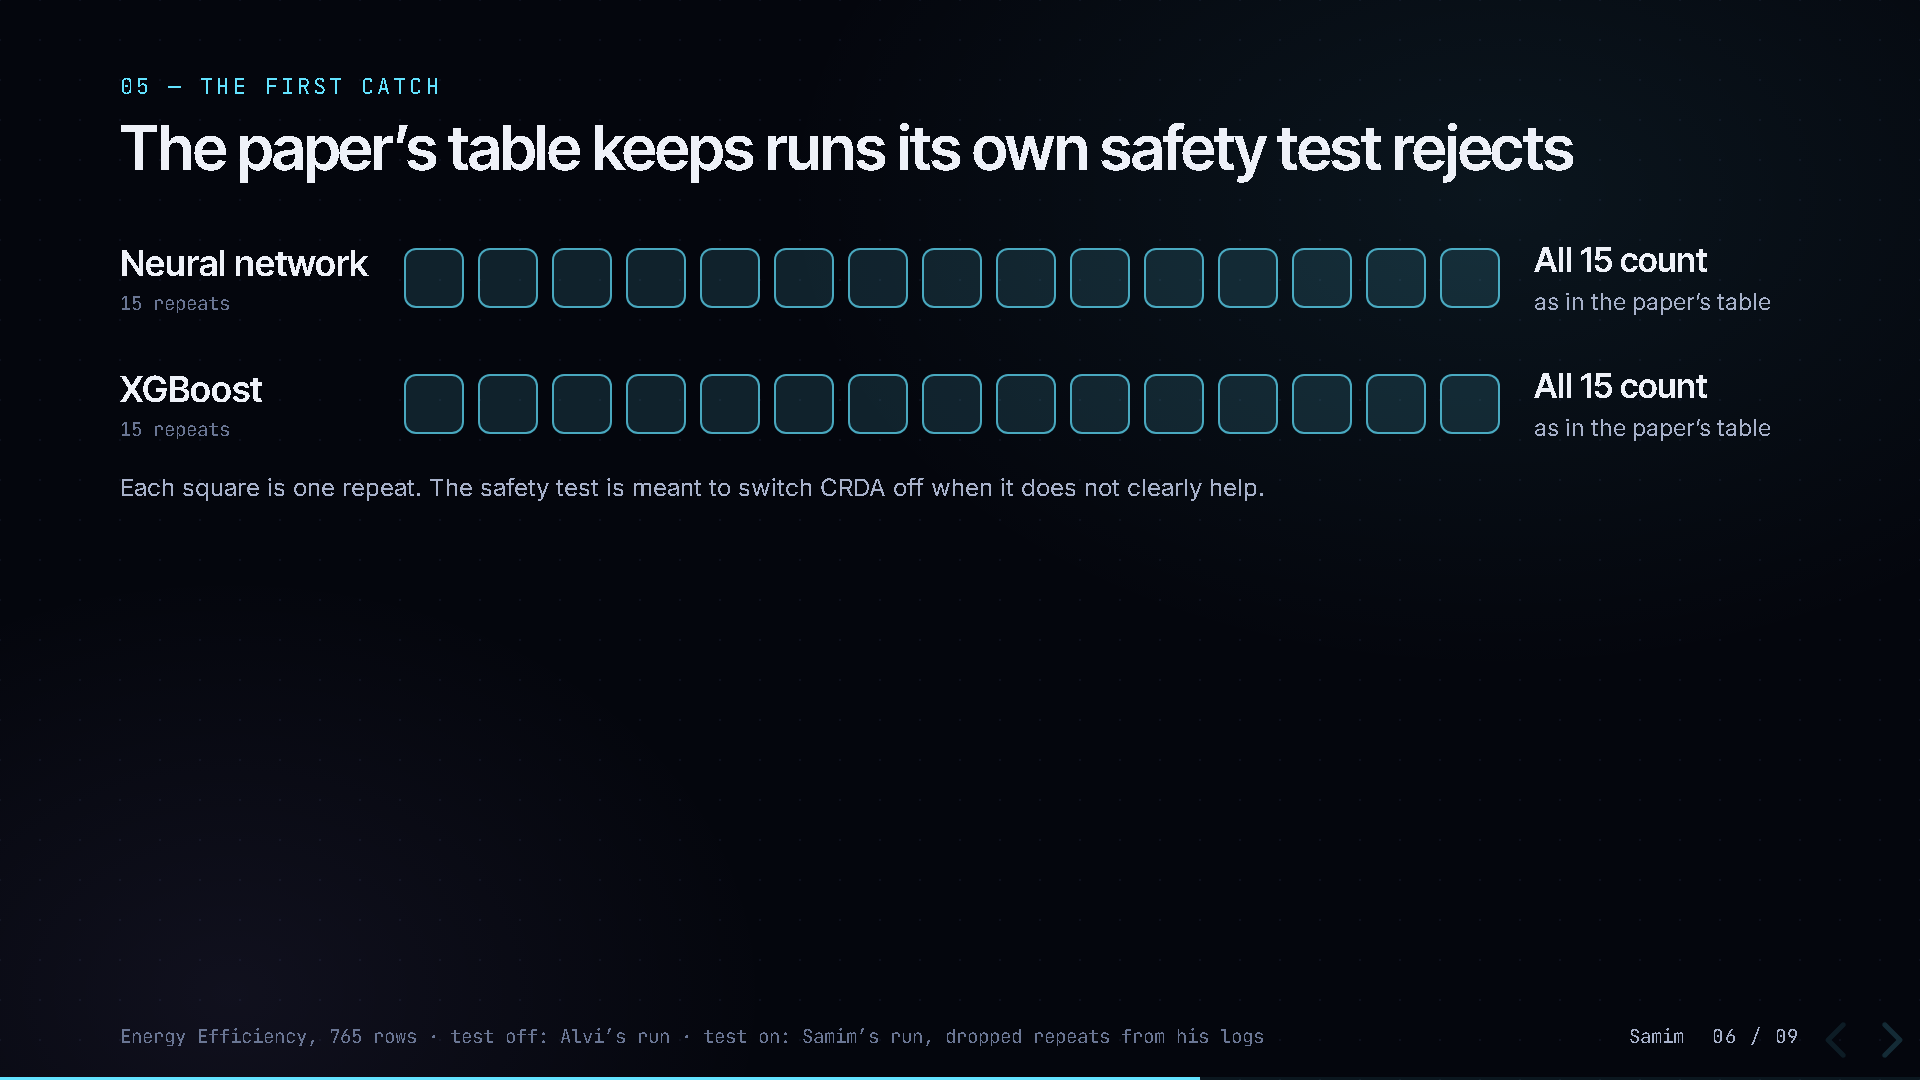 05 — THE FIRST CATCH
The paper’s table keeps runs its own safety test rejects
Neural network
15 repeats
All 15 count
as in the paper’s table
XGBoost
15 repeats
All 15 count
as in the paper’s table
Each square is one repeat. The safety test is meant to switch CRDA off when it does not clearly help.
Energy Efficiency, 765 rows · test off: Alvi’s run · test on: Samim’s run, dropped repeats from his logs
Samim 06 / 09